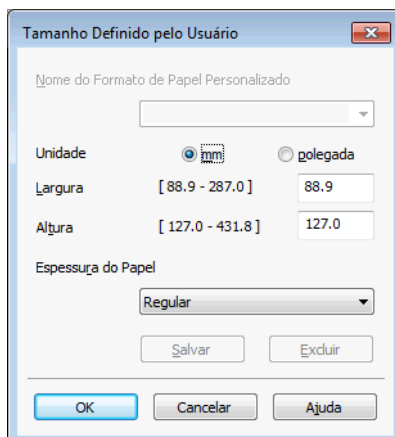 Tamanho Definido pelo Usuário
Nome do Formato de Papel Personalizado
Unidade mm polegada
Largura [ 88.9 - 287.0 ] 88.9
Altura [ 127.0 - 431.8 ] 127.0
Espessura do Papel
Regular
Salvar Excluir
OK Cancelar Ajuda